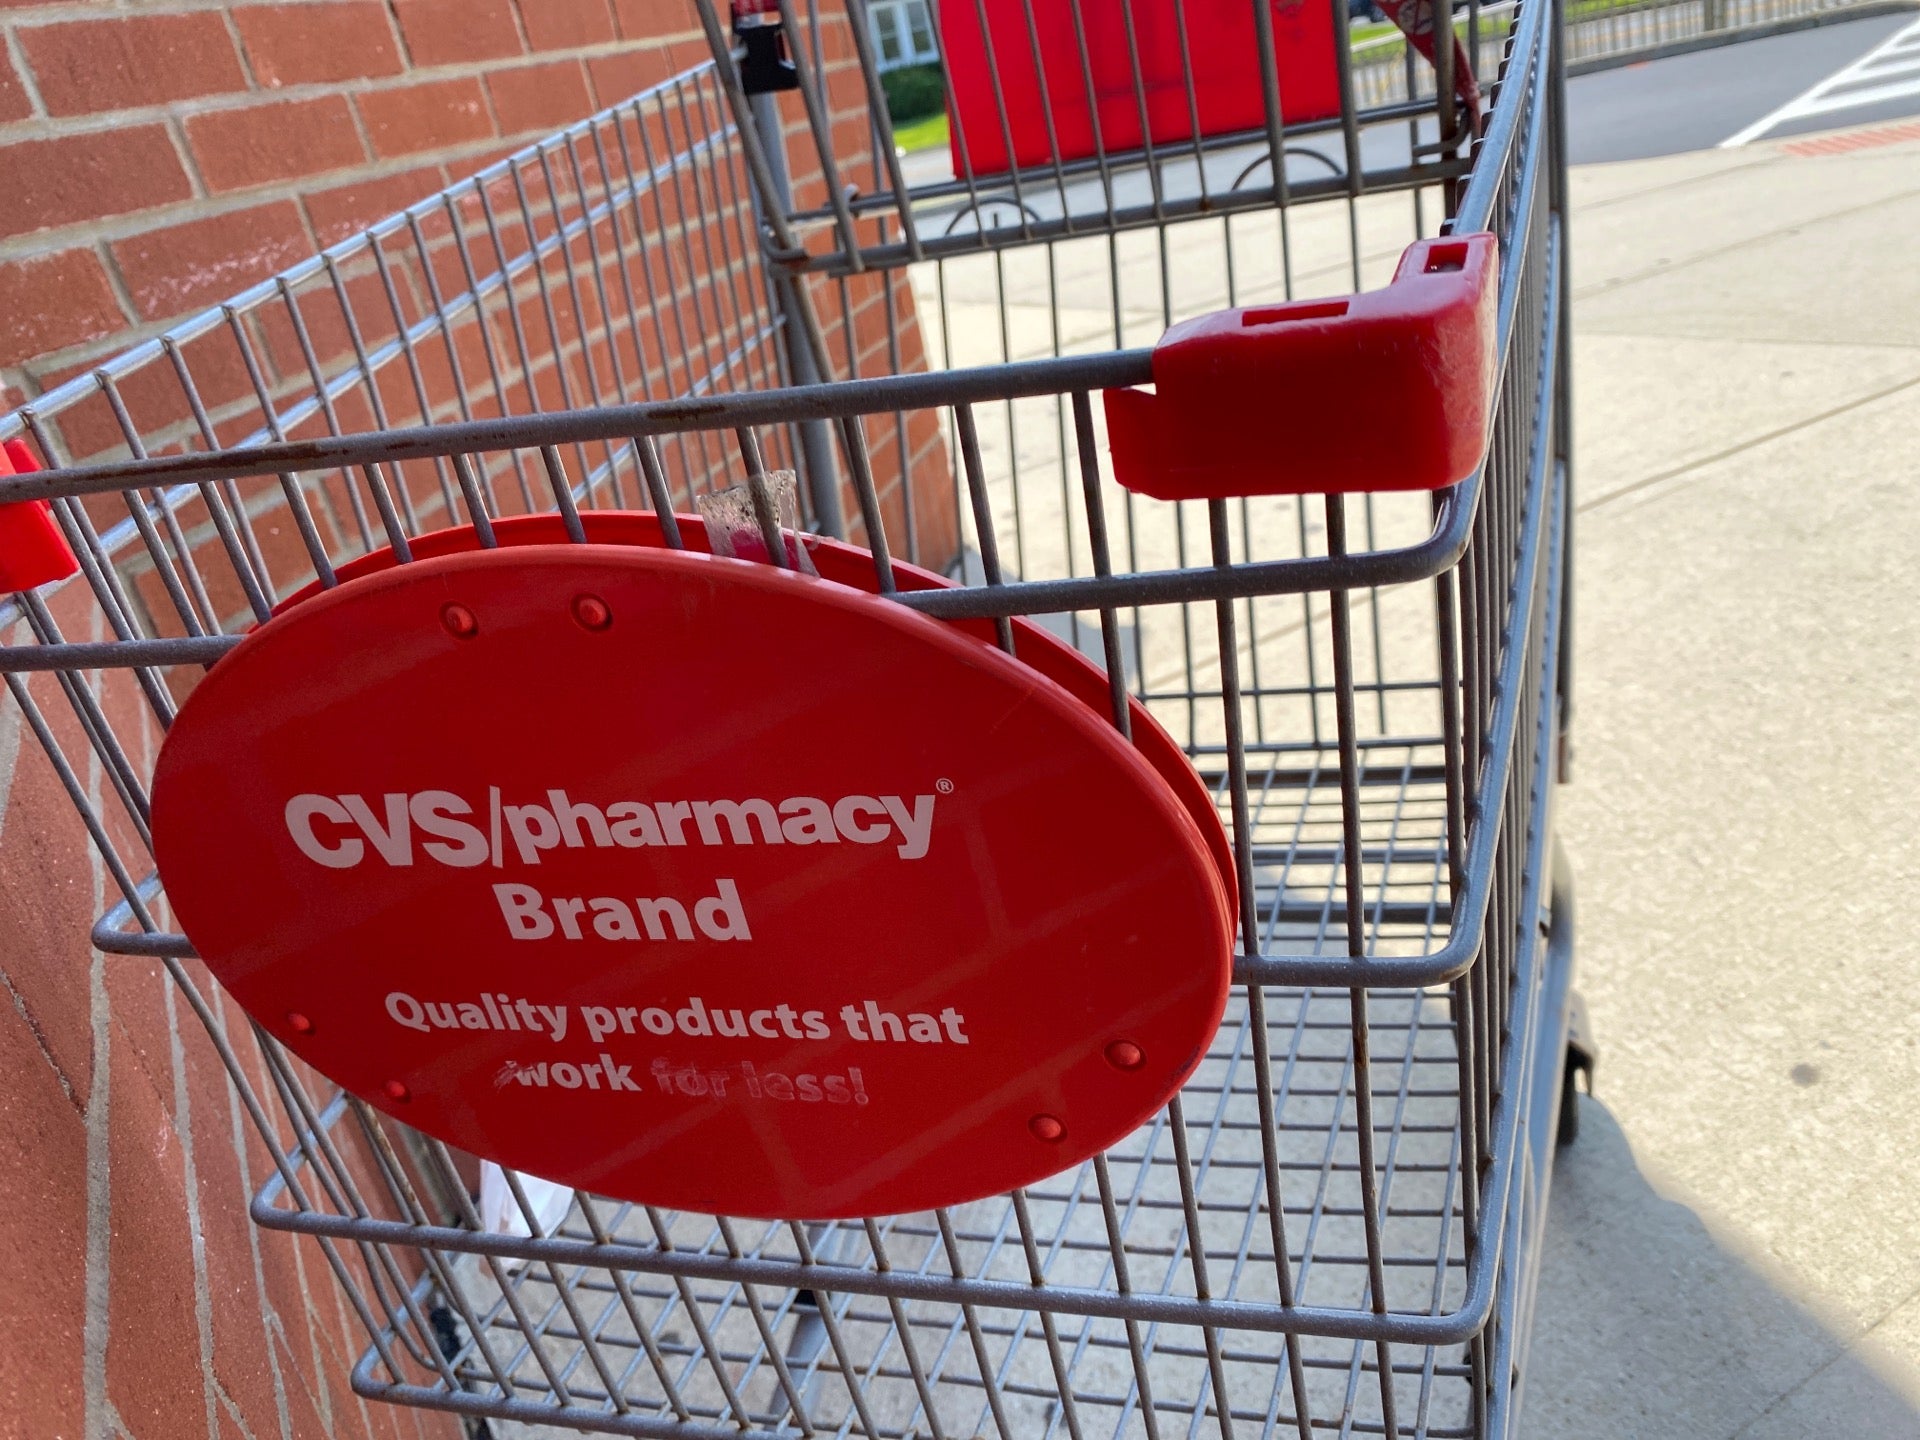 CVS/pharmacy®
Brand
Quality products that
work for less!